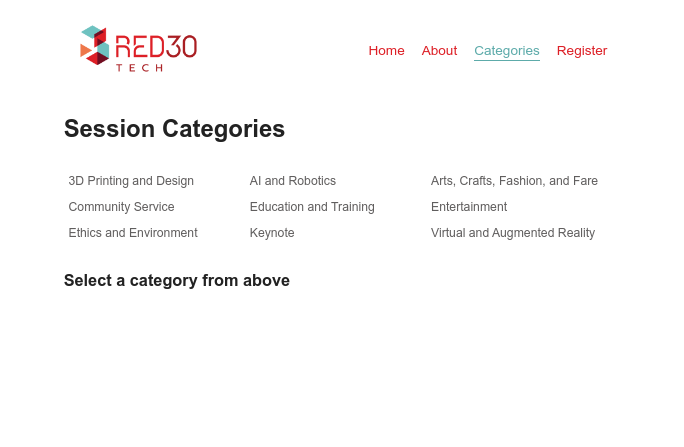 RED30
TECH
Home About Categories Register
Session Categories
3D Printing and Design AI and Robotics Arts, Crafts, Fashion, and Fare
Community Service Education and Training Entertainment
Ethics and Environment Keynote Virtual and Augmented Reality
Select a category from above